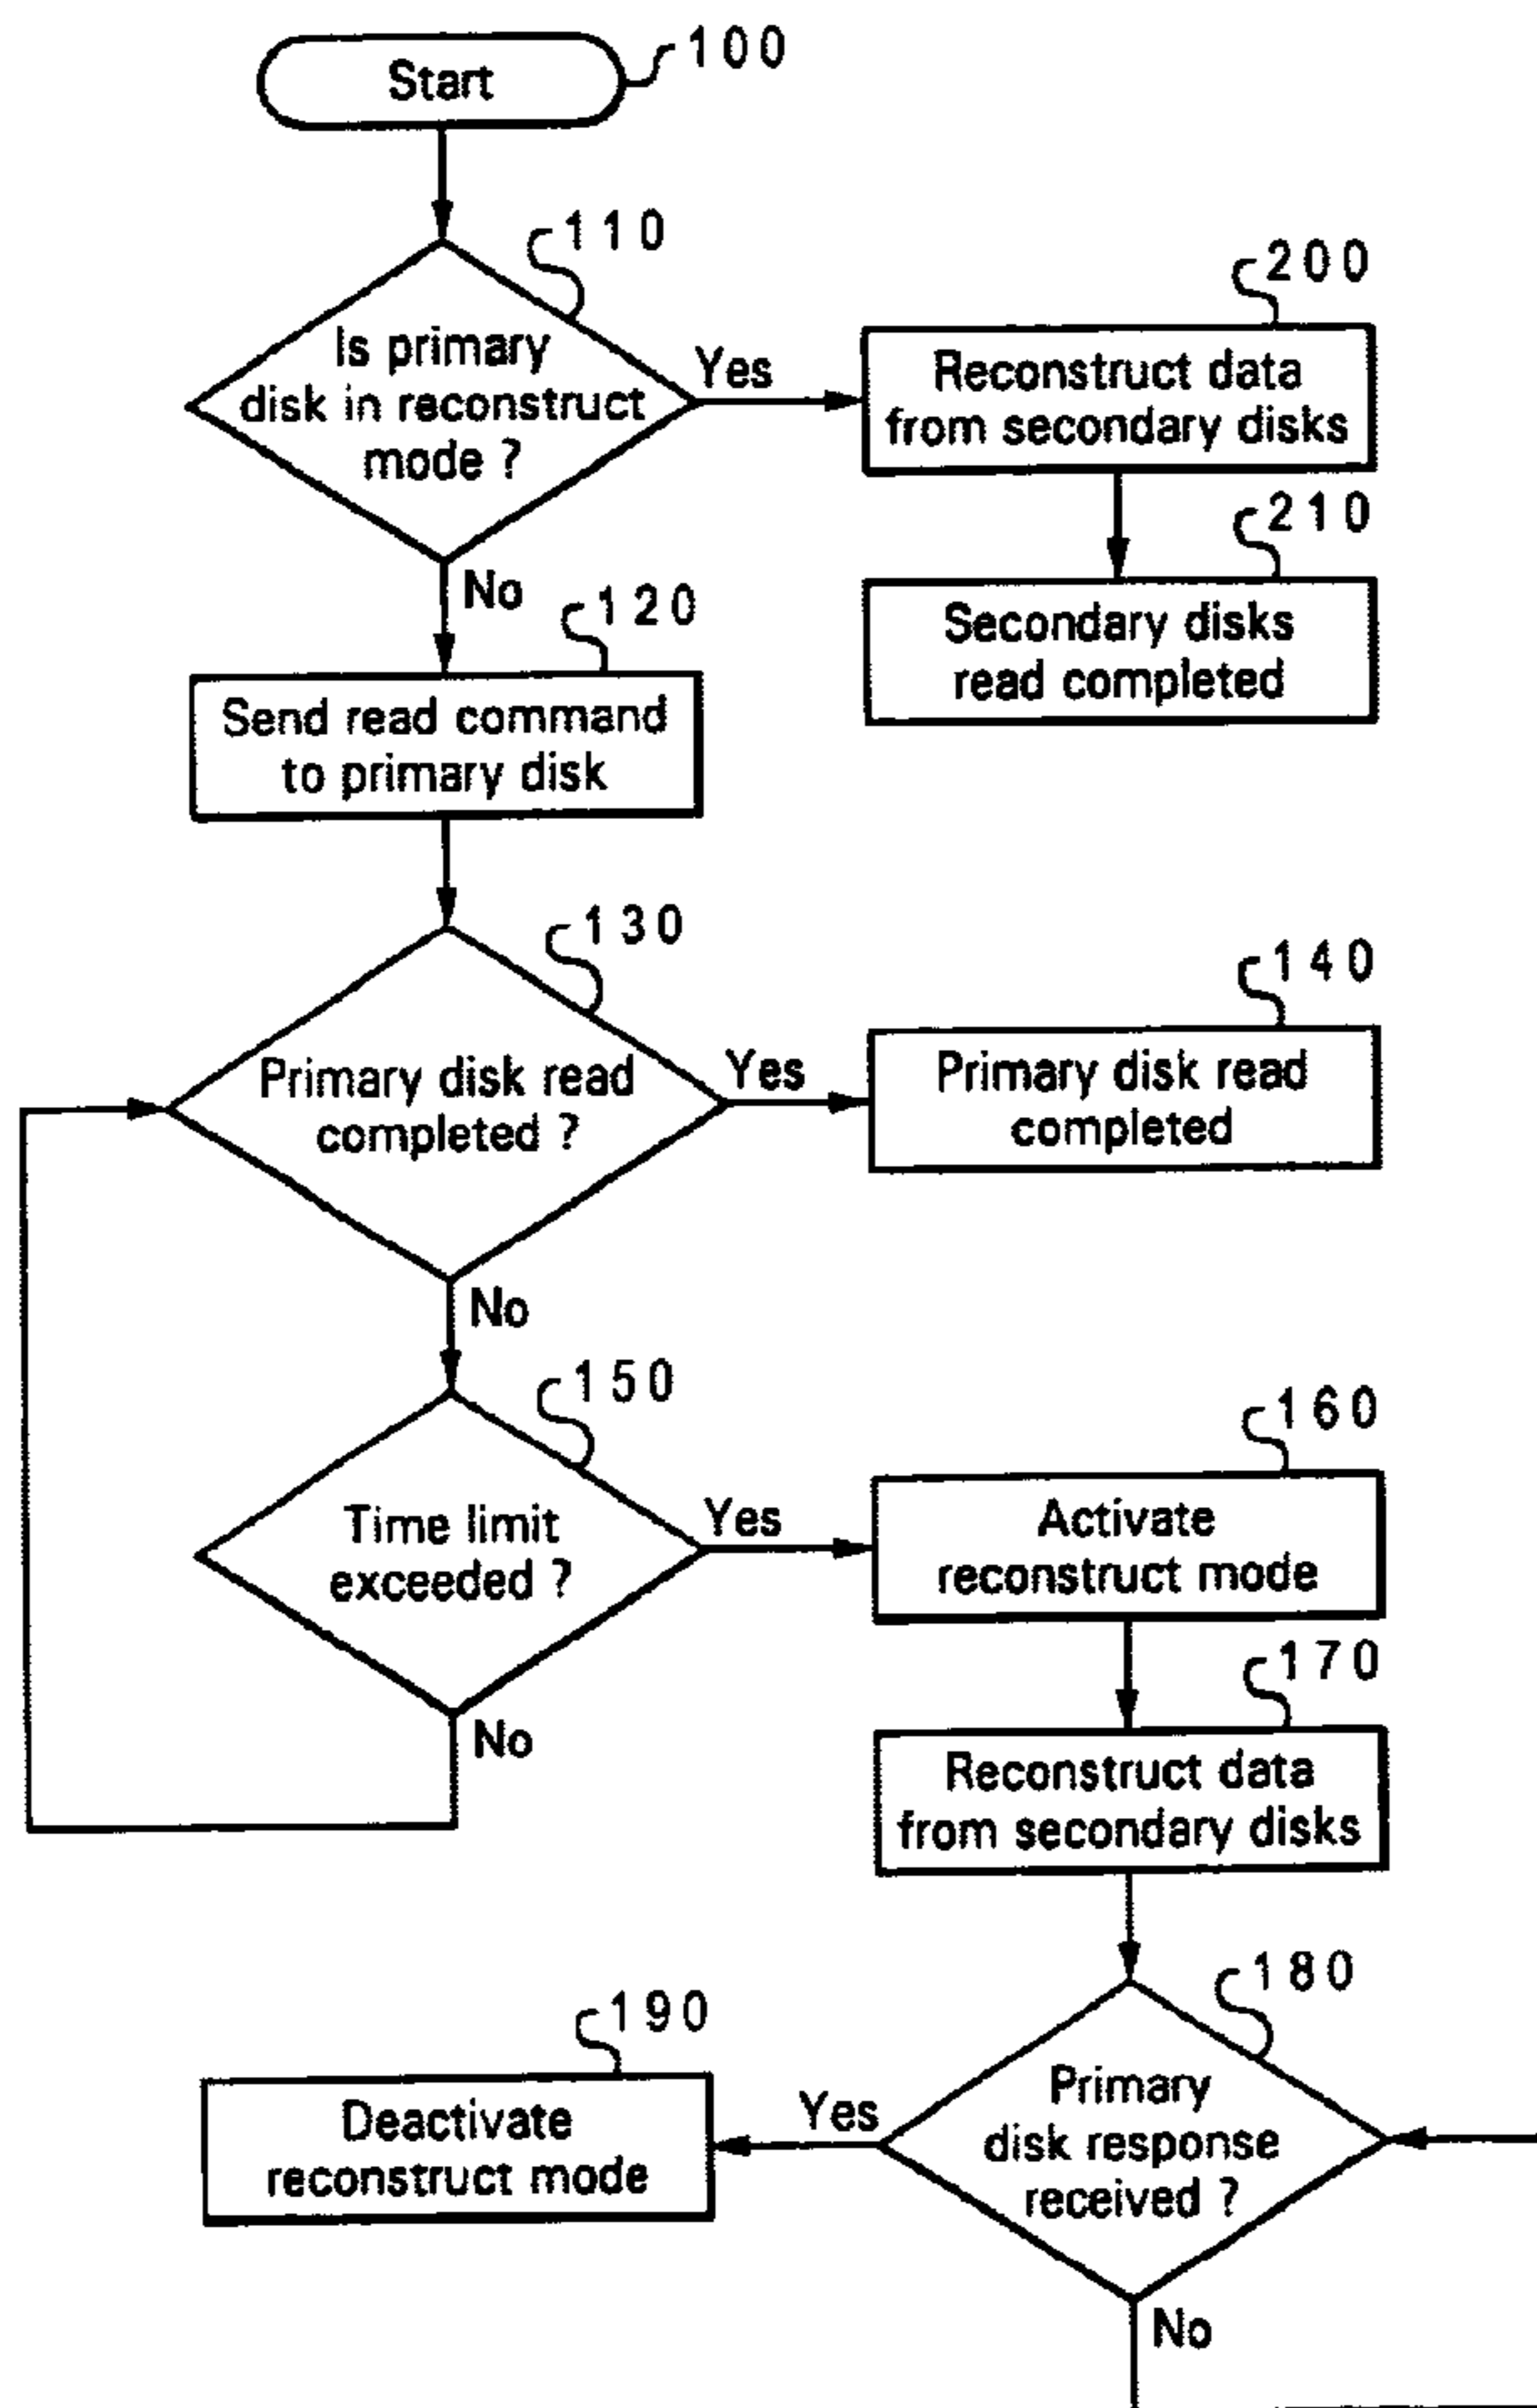 Start
100
110
Is primary
disk in reconstruct
mode ?
Yes
No
200
Reconstruct data
from secondary disks
210
Secondary disks
read completed
120
Send read command
to primary disk
130
Primary disk read
completed ?
Yes
No
140
Primary disk read
completed
150
Time limit
exceeded ?
Yes
No
160
Activate
reconstruct mode
170
Reconstruct data
from secondary disks
180
Primary
disk response
received ?
Yes
No
190
Deactivate
reconstruct mode